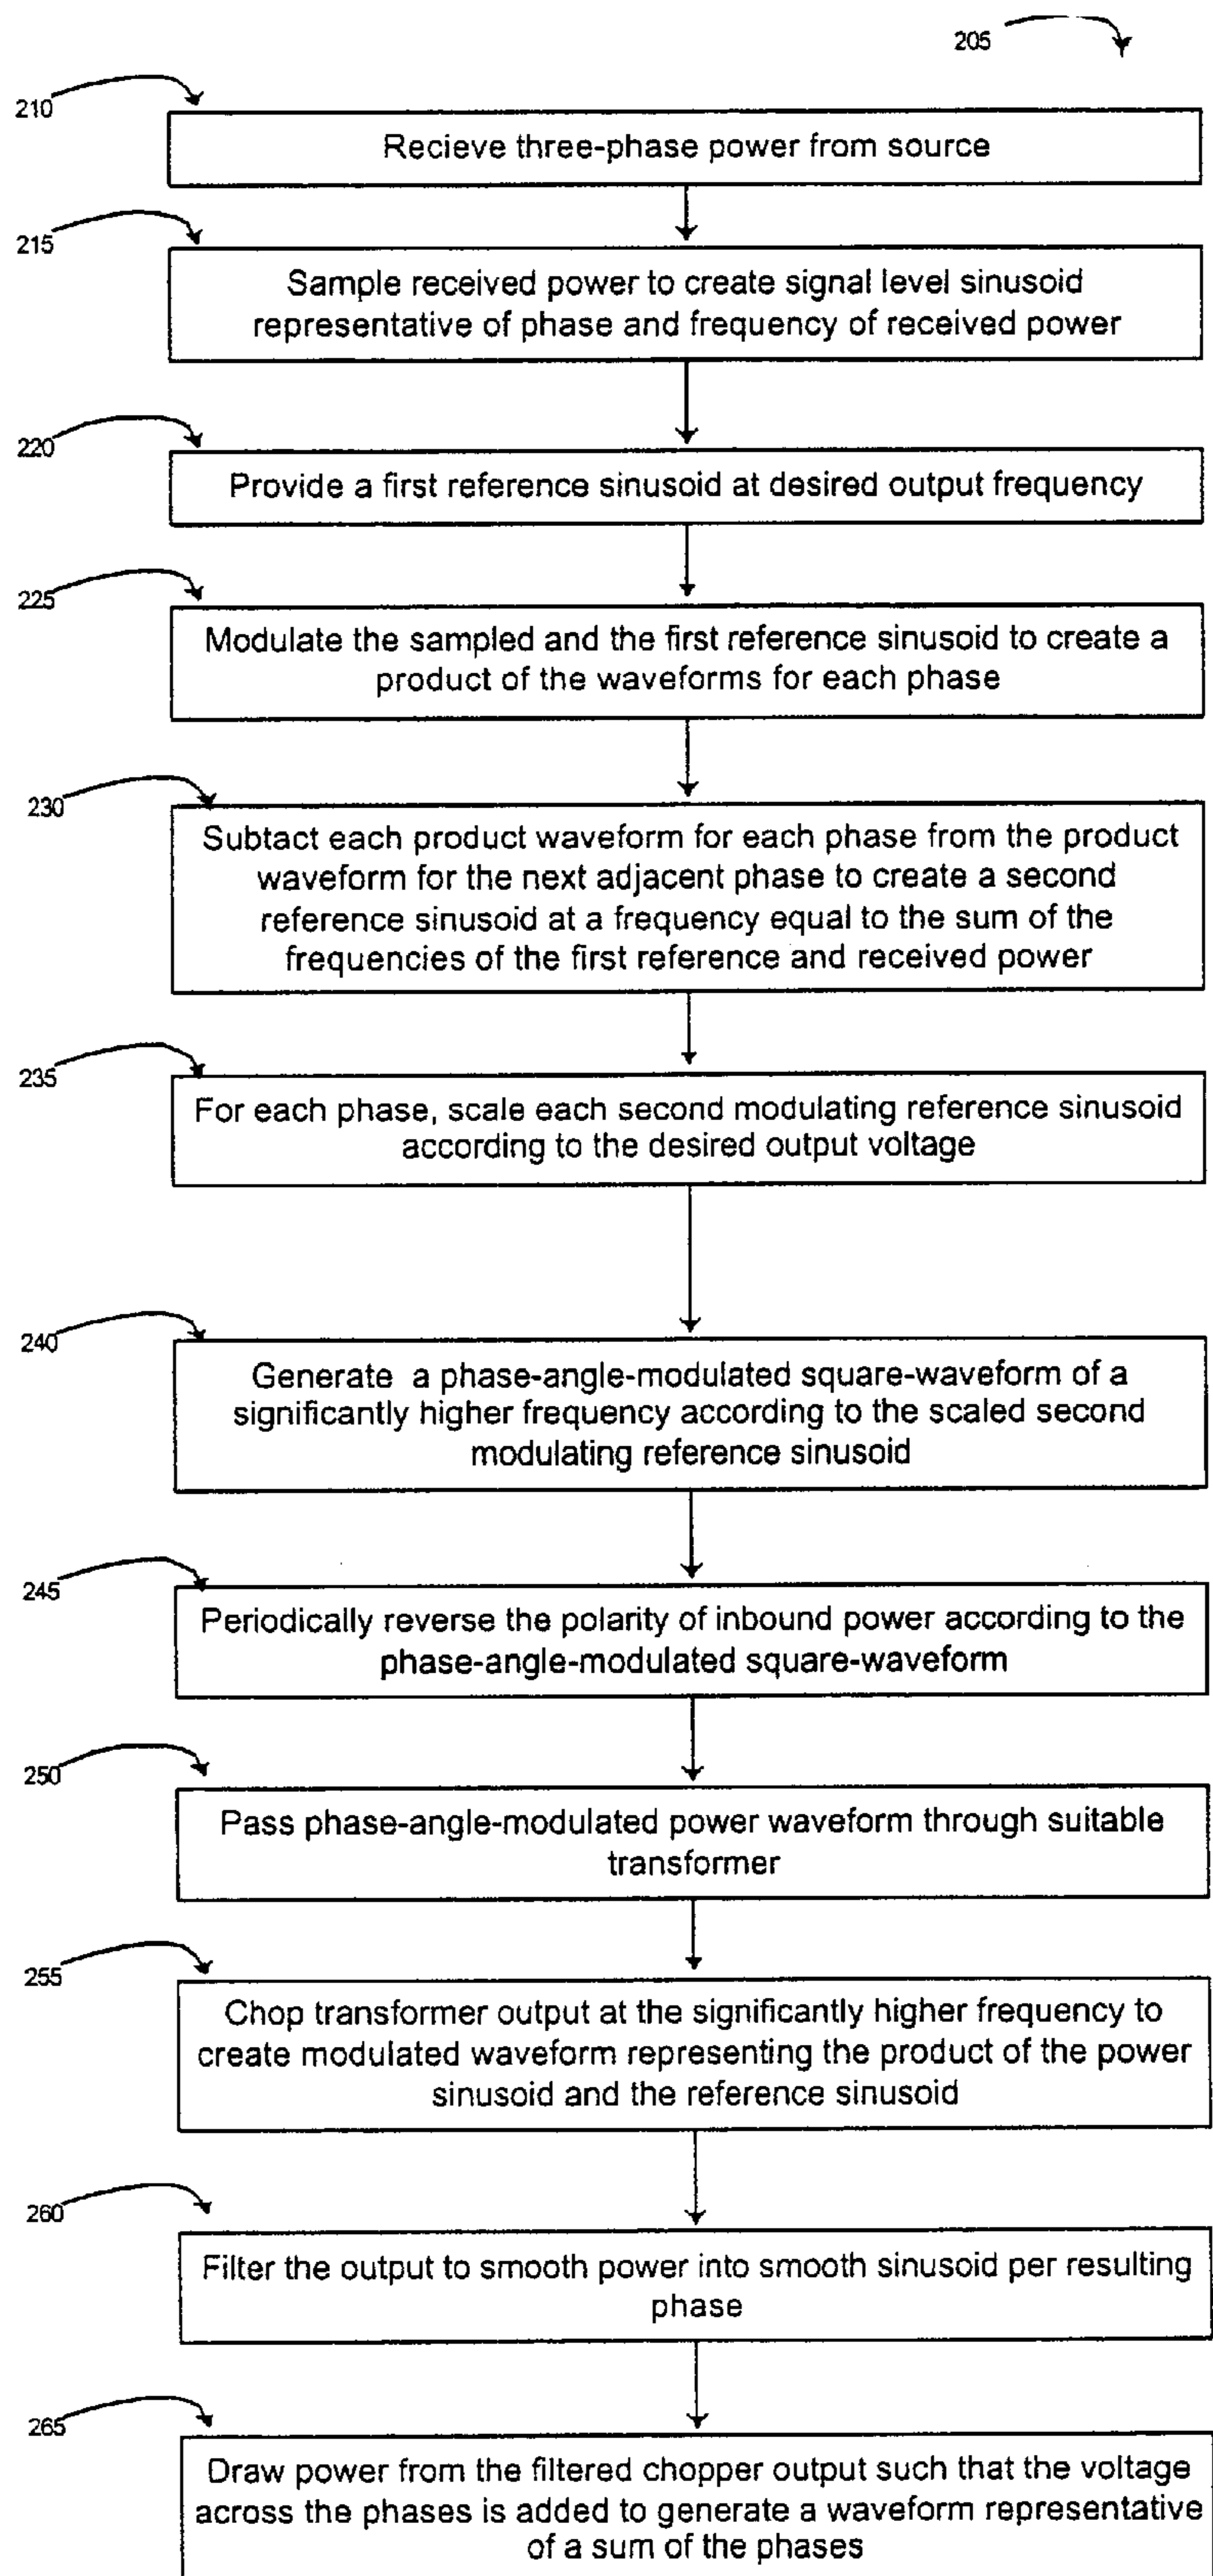 205
210
Recieve three-phase power from source
215
Sample received power to create signal level sinusoid
representative of phase and frequency of received power
220
Provide a first reference sinusoid at desired output frequency
225
Modulate the sampled and the first reference sinusoid to create a
product of the waveforms for each phase
230
Subtact each product waveform for each phase from the product
waveform for the next adjacent phase to create a second
reference sinusoid at a frequency equal to the sum of the
frequencies of the first reference and received power
235
For each phase, scale each second modulating reference sinusoid
according to the desired output voltage
240
Generate a phase-angle-modulated square-waveform of a
significantly higher frequency according to the scaled second
modulating reference sinusoid
245
Periodically reverse the polarity of inbound power according to the
phase-angle-modulated square-waveform
250
Pass phase-angle-modulated power waveform through suitable
transformer
255
Chop transformer output at the significantly higher frequency to
create modulated waveform representing the product of the power
sinusoid and the reference sinusoid
260
Filter the output to smooth power into smooth sinusoid per resulting
phase
265
Draw power from the filtered chopper output such that the voltage
across the phases is added to generate a waveform representative
of a sum of the phases